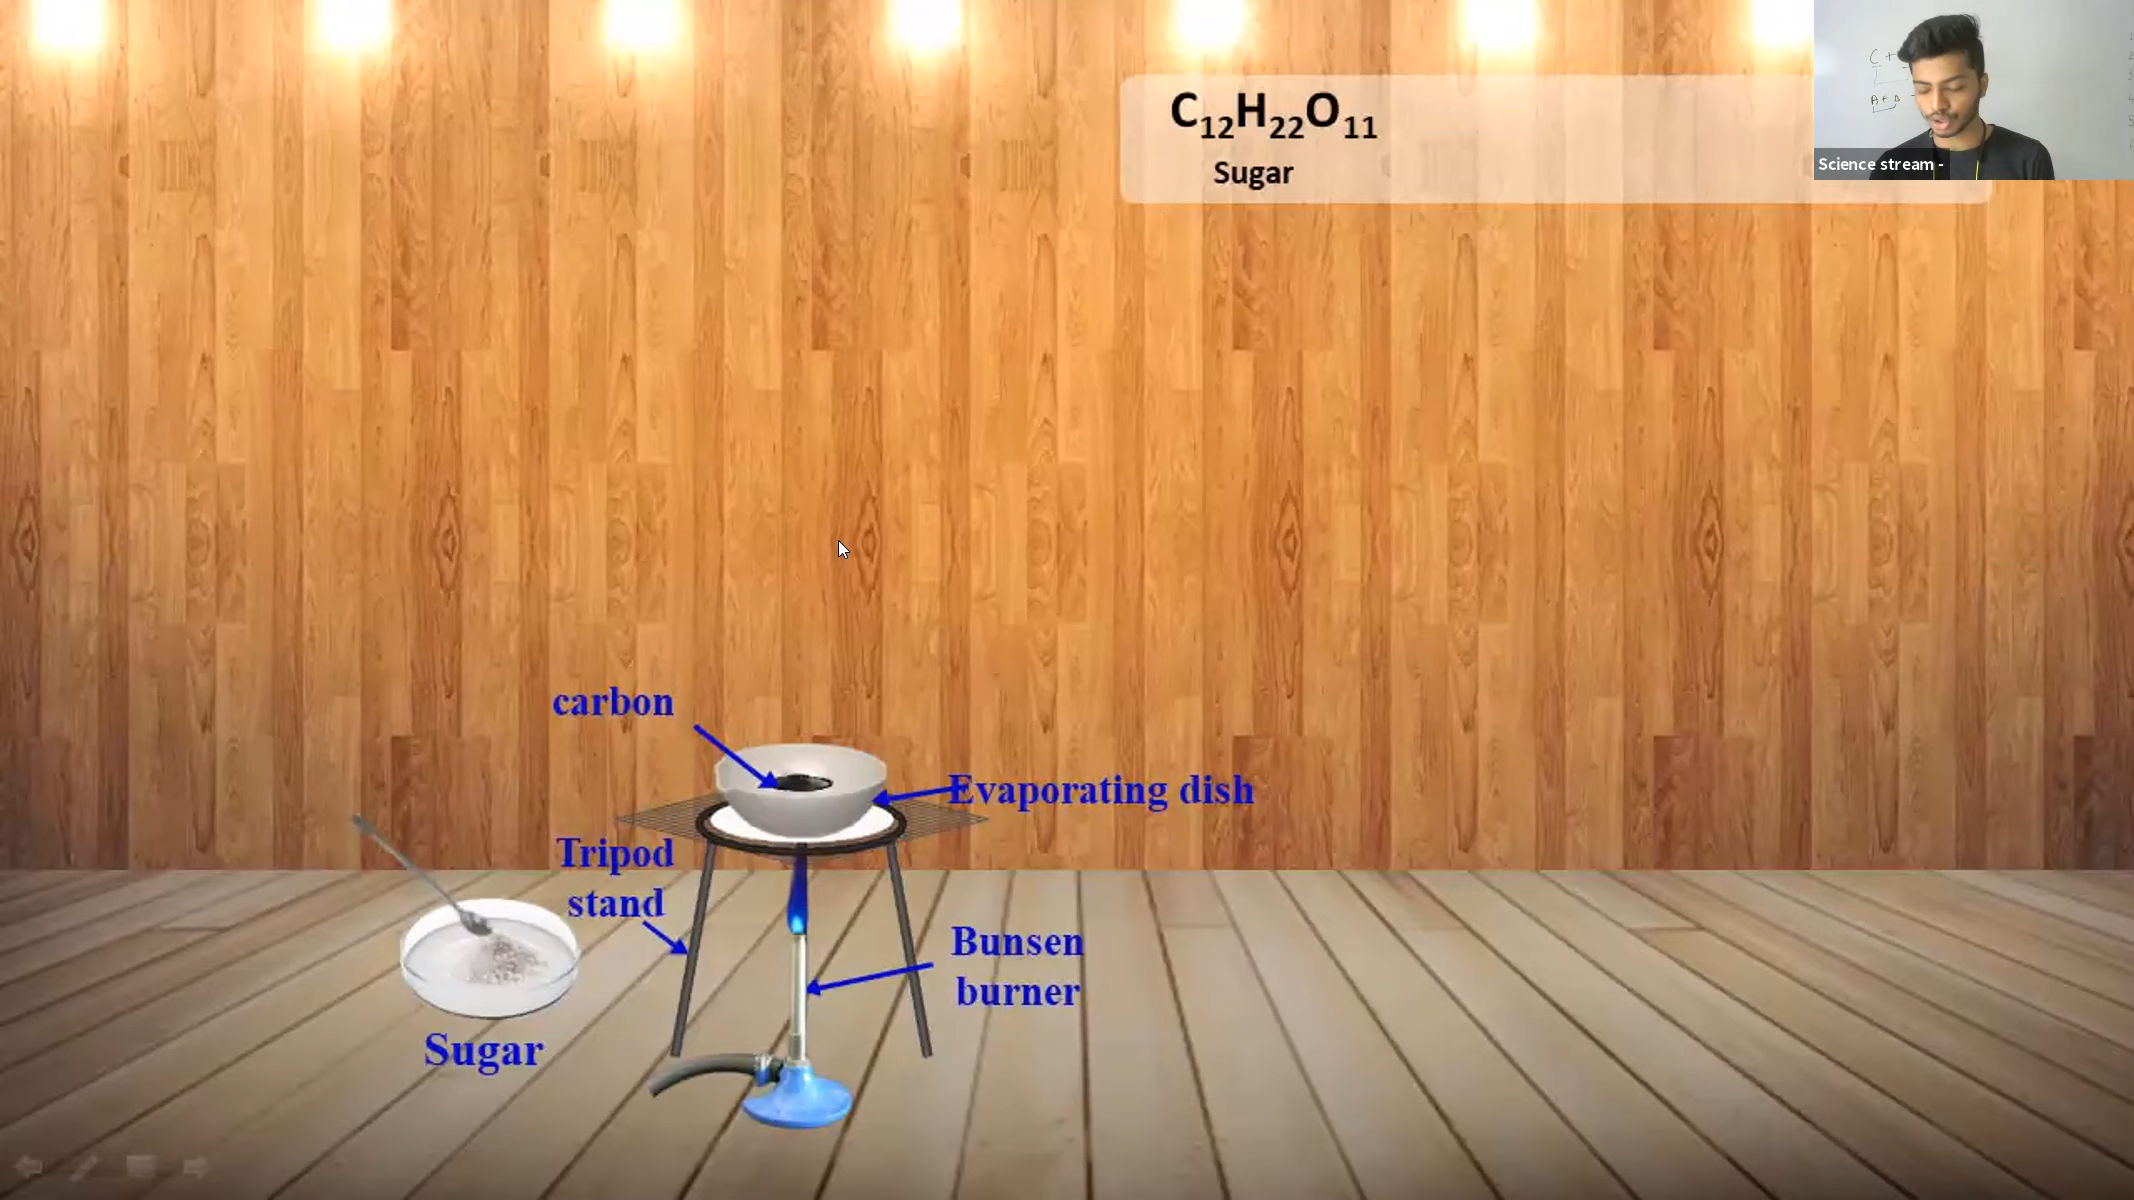 C₁₂H₂₂O₁₁
Sugar
C +
A + B
Science stream -
carbon
Evaporating dish
Tripod
stand
Bunsen
burner
Sugar